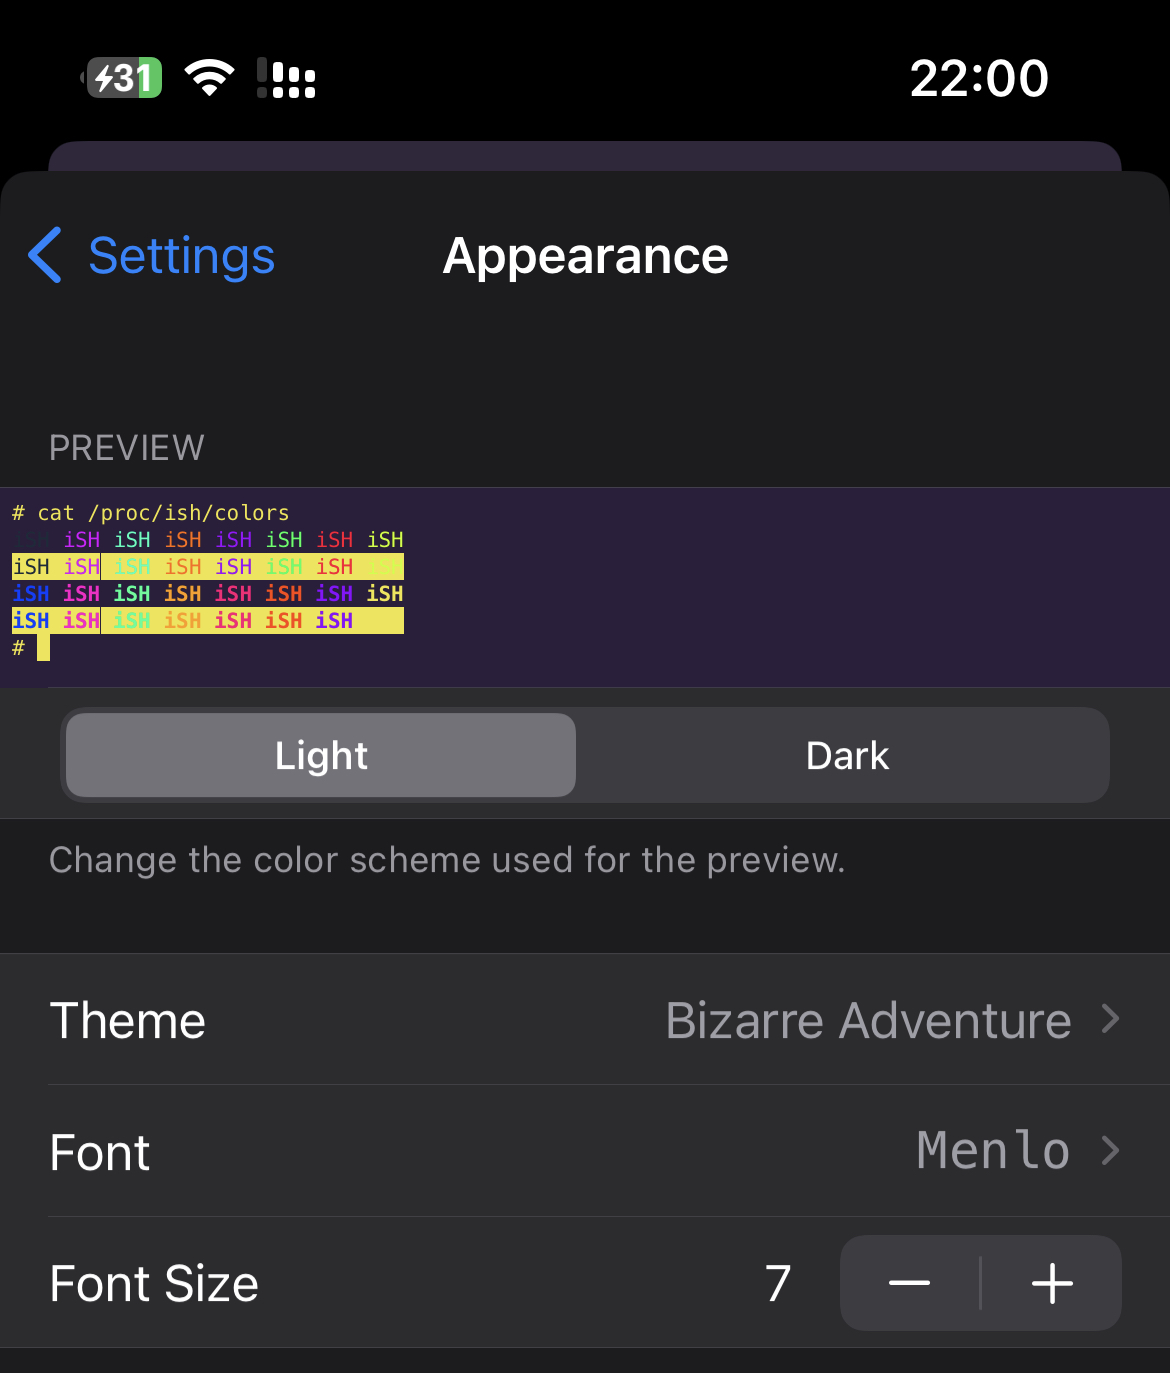 31 22:00
Settings Appearance
PREVIEW
# cat /proc/ish/colors
iSH iSH iSH iSH iSH iSH iSH iSH
iSH iSH iSH iSH iSH iSH iSH iSH
iSH iSH iSH iSH iSH iSH iSH iSH
iSH iSH iSH iSH iSH iSH iSH
#
Light Dark
Change the color scheme used for the preview.
Theme Bizarre Adventure
Font Menlo
Font Size 7 — +